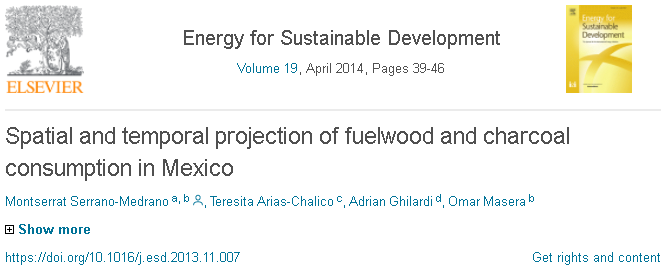 Energy for Sustainable Development
Volume 19, April 2014, Pages 39-46
ELSEVIER
Energy for
Sustainable
Development
Spatial and temporal projection of fuelwood and charcoal
consumption in Mexico
Montserrat Serrano-Medrano a, b, Teresita Arias-Chalico c, Adrian Ghilardi d, Omar Masera b
Show more
https://doi.org/10.1016/j.esd.2013.11.007
Get rights and content